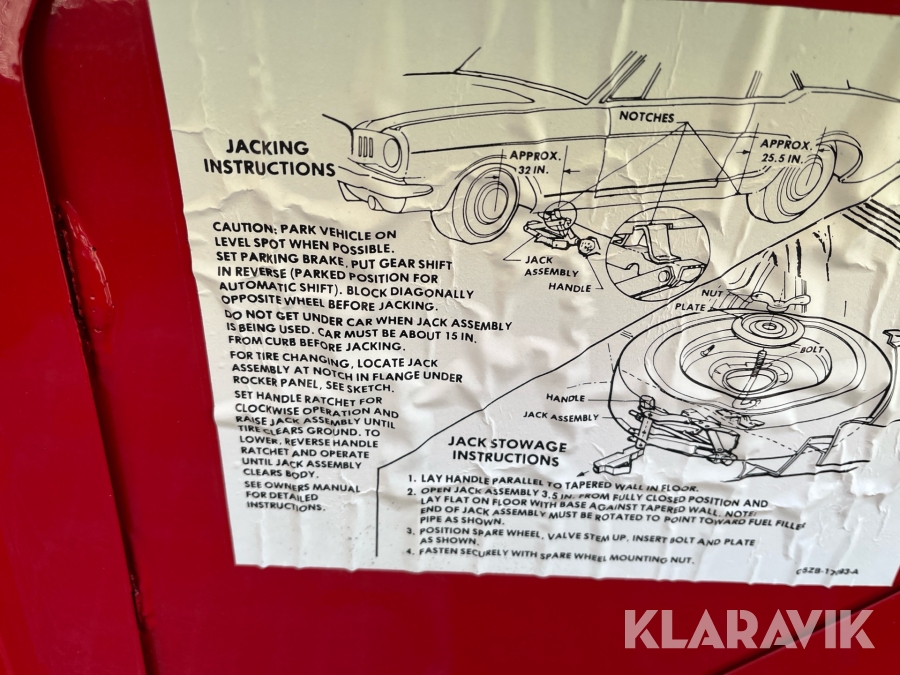 JACKING
INSTRUCTIONS
CAUTION: PARK VEHICLE ON
LEVEL SPOT WHEN POSSIBLE.
SET PARKING BRAKE, PUT GEAR SHIFT
IN REVERSE (PARKED POSITION FOR
AUTOMATIC SHIFT). BLOCK DIAGONALLY
OPPOSITE WHEEL BEFORE JACKING.
DO NOT GET UNDER CAR WHEN JACK ASSEMBLY
IS BEING USED. CAR MUST BE ABOUT 15 IN.
FROM CURB BEFORE JACKING.
FOR TIRE CHANGING, LOCATE JACK
ASSEMBLY AT NOTCH IN FLANGE UNDER
ROCKER PANEL, SEE SKETCH.
SET HANDLE RATCHET FOR
CLOCKWISE OPERATION AND
RAISE JACK ASSEMBLY UNTIL
TIRE CLEARS GROUND. TO
LOWER, REVERSE HANDLE
RATCHET AND OPERATE
UNTIL JACK ASSEMBLY
CLEARS BODY.
SEE OWNERS MANUAL
FOR DETAILED
INSTRUCTIONS.
NOTCHES
APPROX.
32 IN.
APPROX.
25.5 IN.
JACK
ASSEMBLY
HANDLE
NUT
PLATE
BOLT
HANDLE
JACK ASSEMBLY
JACK STOWAGE
INSTRUCTIONS
1. LAY HANDLE PARALLEL TO TAPERED WALL IN FLOOR.
2. OPEN JACK ASSEMBLY 3.5 IN. FROM FULLY CLOSED POSITION AND
LAY FLAT ON FLOOR WITH BASE AGAINST TAPERED WALL. NOTE:
END OF JACK ASSEMBLY MUST BE ROTATED TO POINT TOWARD FUEL FILLER
PIPE AS SHOWN.
3. POSITION SPARE WHEEL, VALVE STEM UP, INSERT BOLT AND PLATE
AS SHOWN.
4. FASTEN SECURELY WITH SPARE WHEEL MOUNTING NUT.
KLARAVIK